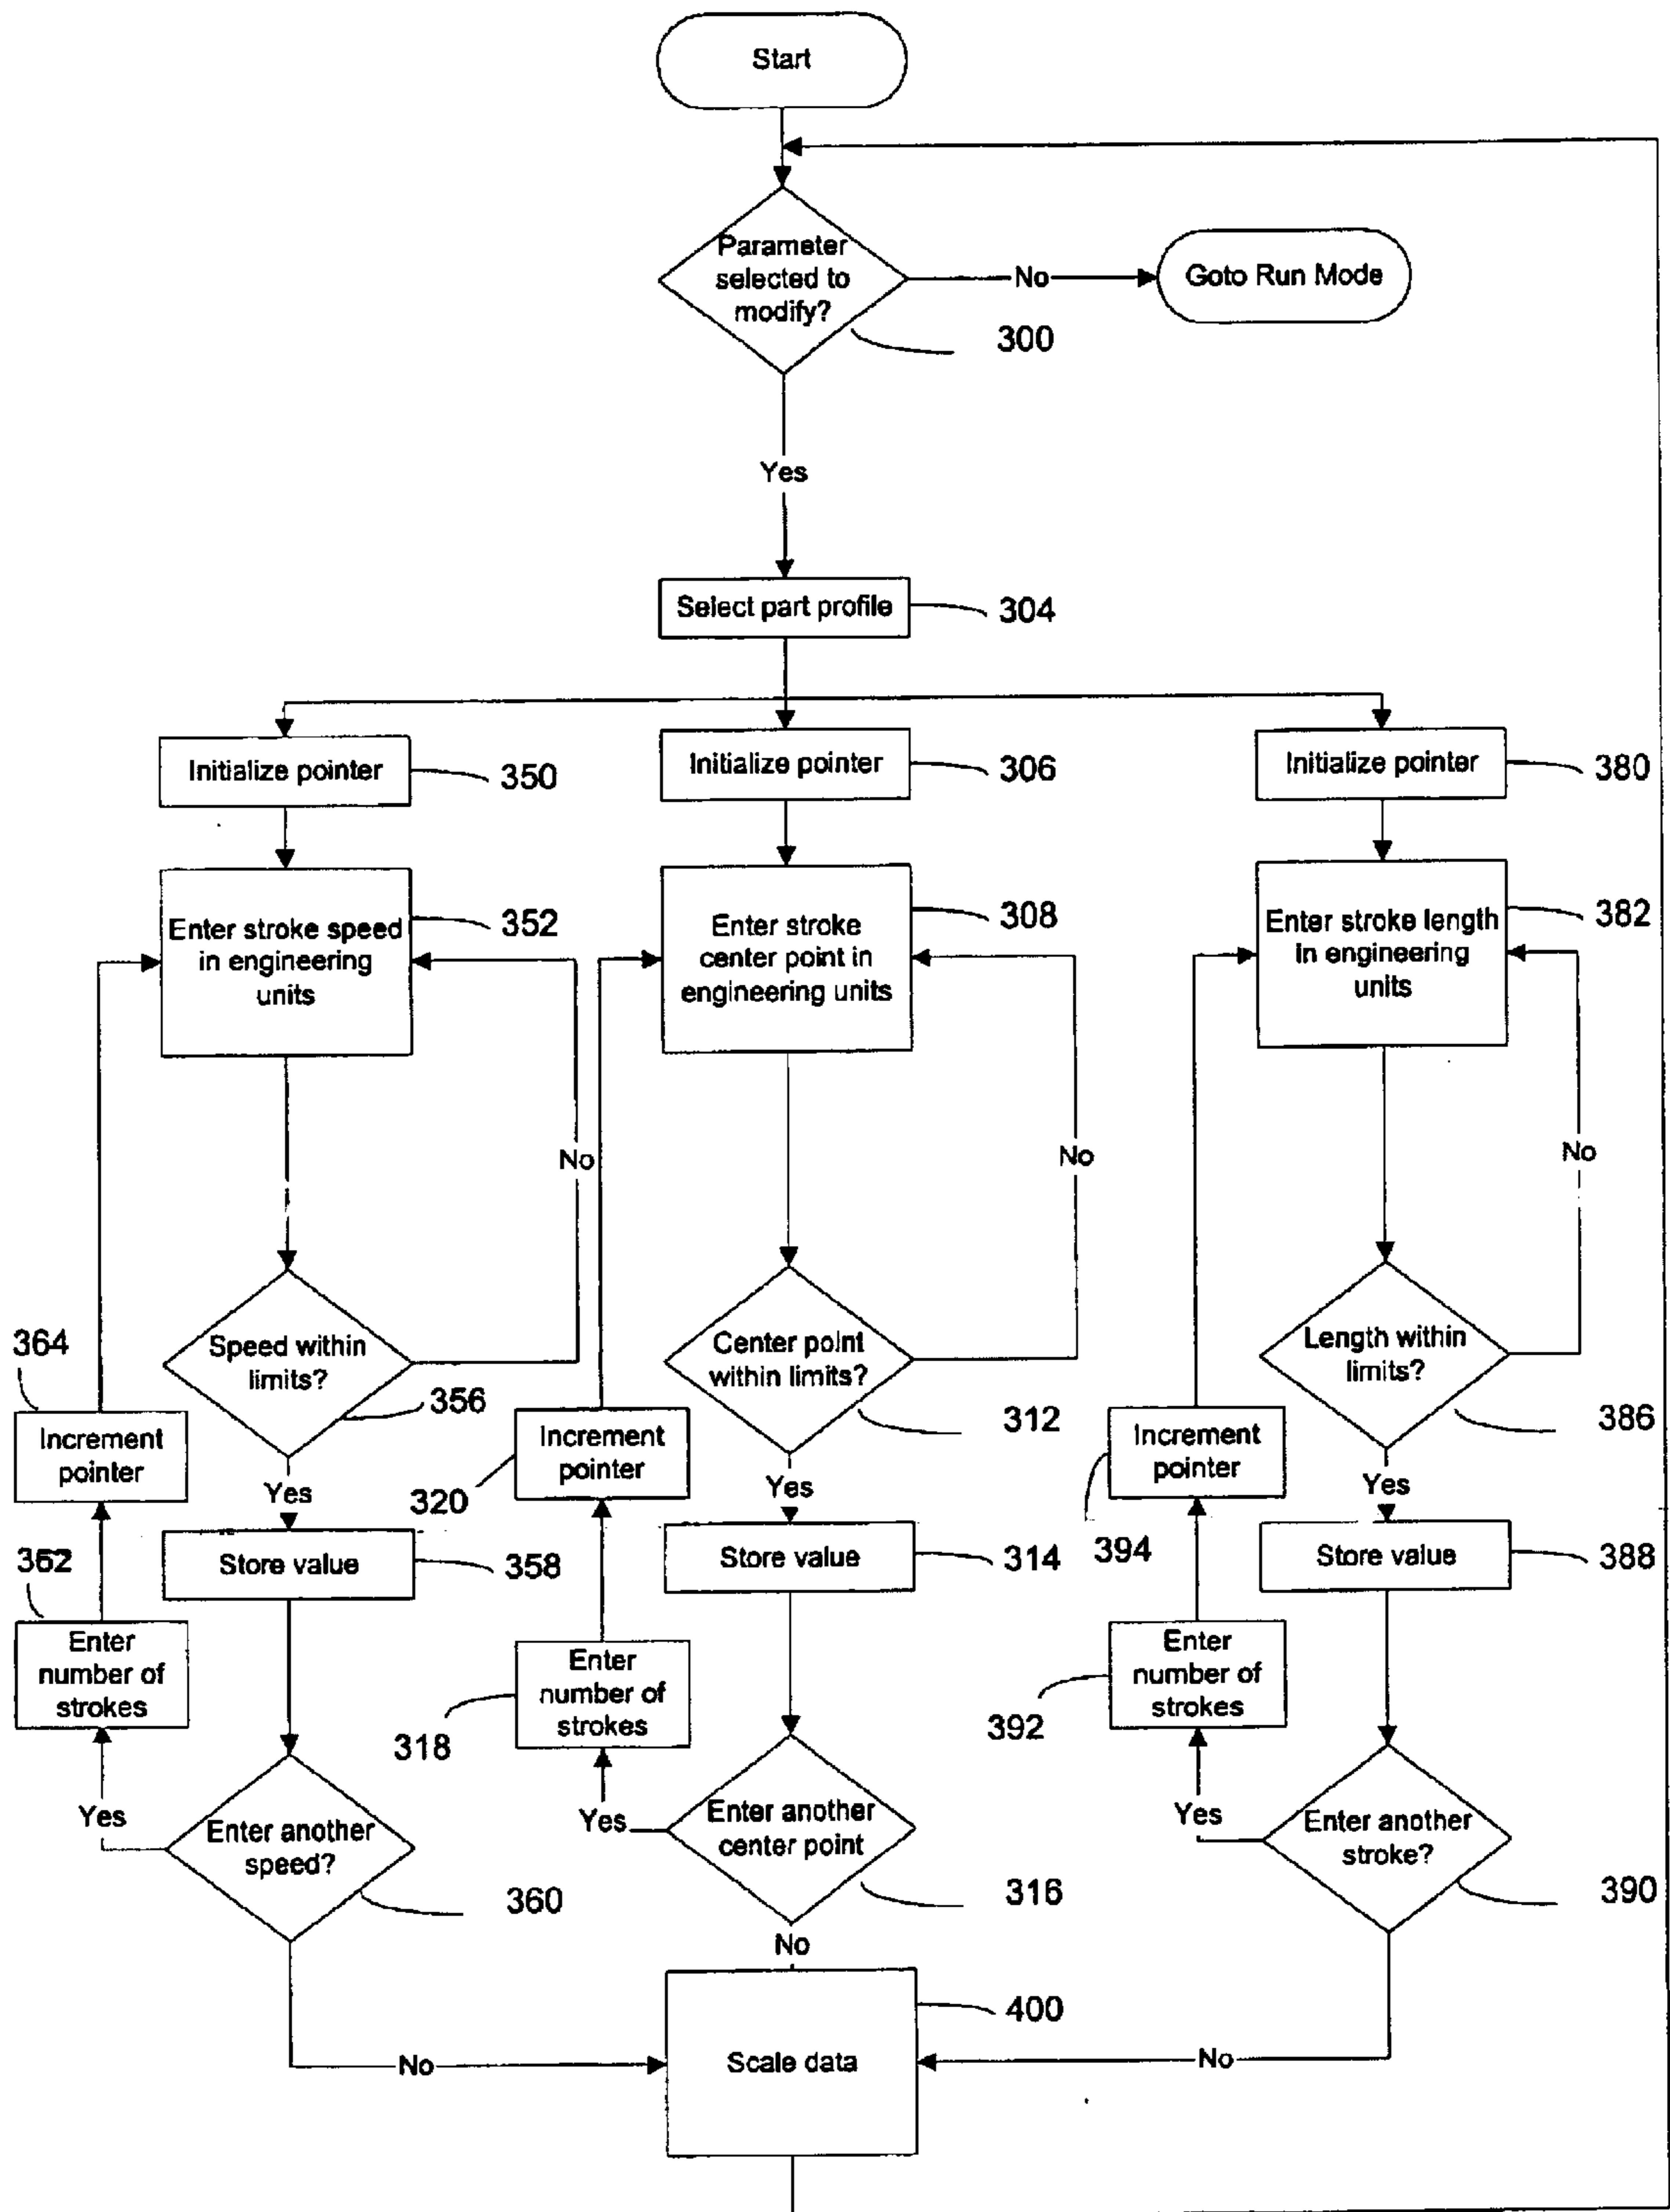 Start
Parameter
selected to
modify?
No
Goto Run Mode
300
Yes
Select part profile
304
Initialize pointer
350
Initialize pointer
306
Initialize pointer
380
Enter stroke speed
in engineering
units
352
Enter stroke
center point in
engineering units
308
Enter stroke length
in engineering
units
382
No
No
No
364
Speed within
limits?
356
Center point
within limits?
312
Length within
limits?
386
Increment
pointer
Increment
pointer
320
Increment
pointer
394
Yes
Yes
Yes
362
Store value
358
Store value
314
Store value
388
Enter
number of
strokes
Enter
number of
strokes
318
Enter
number of
strokes
392
Yes
Enter another
speed?
360
Yes
Enter another
center point
316
Yes
Enter another
stroke?
390
No
400
No
Scale data
No